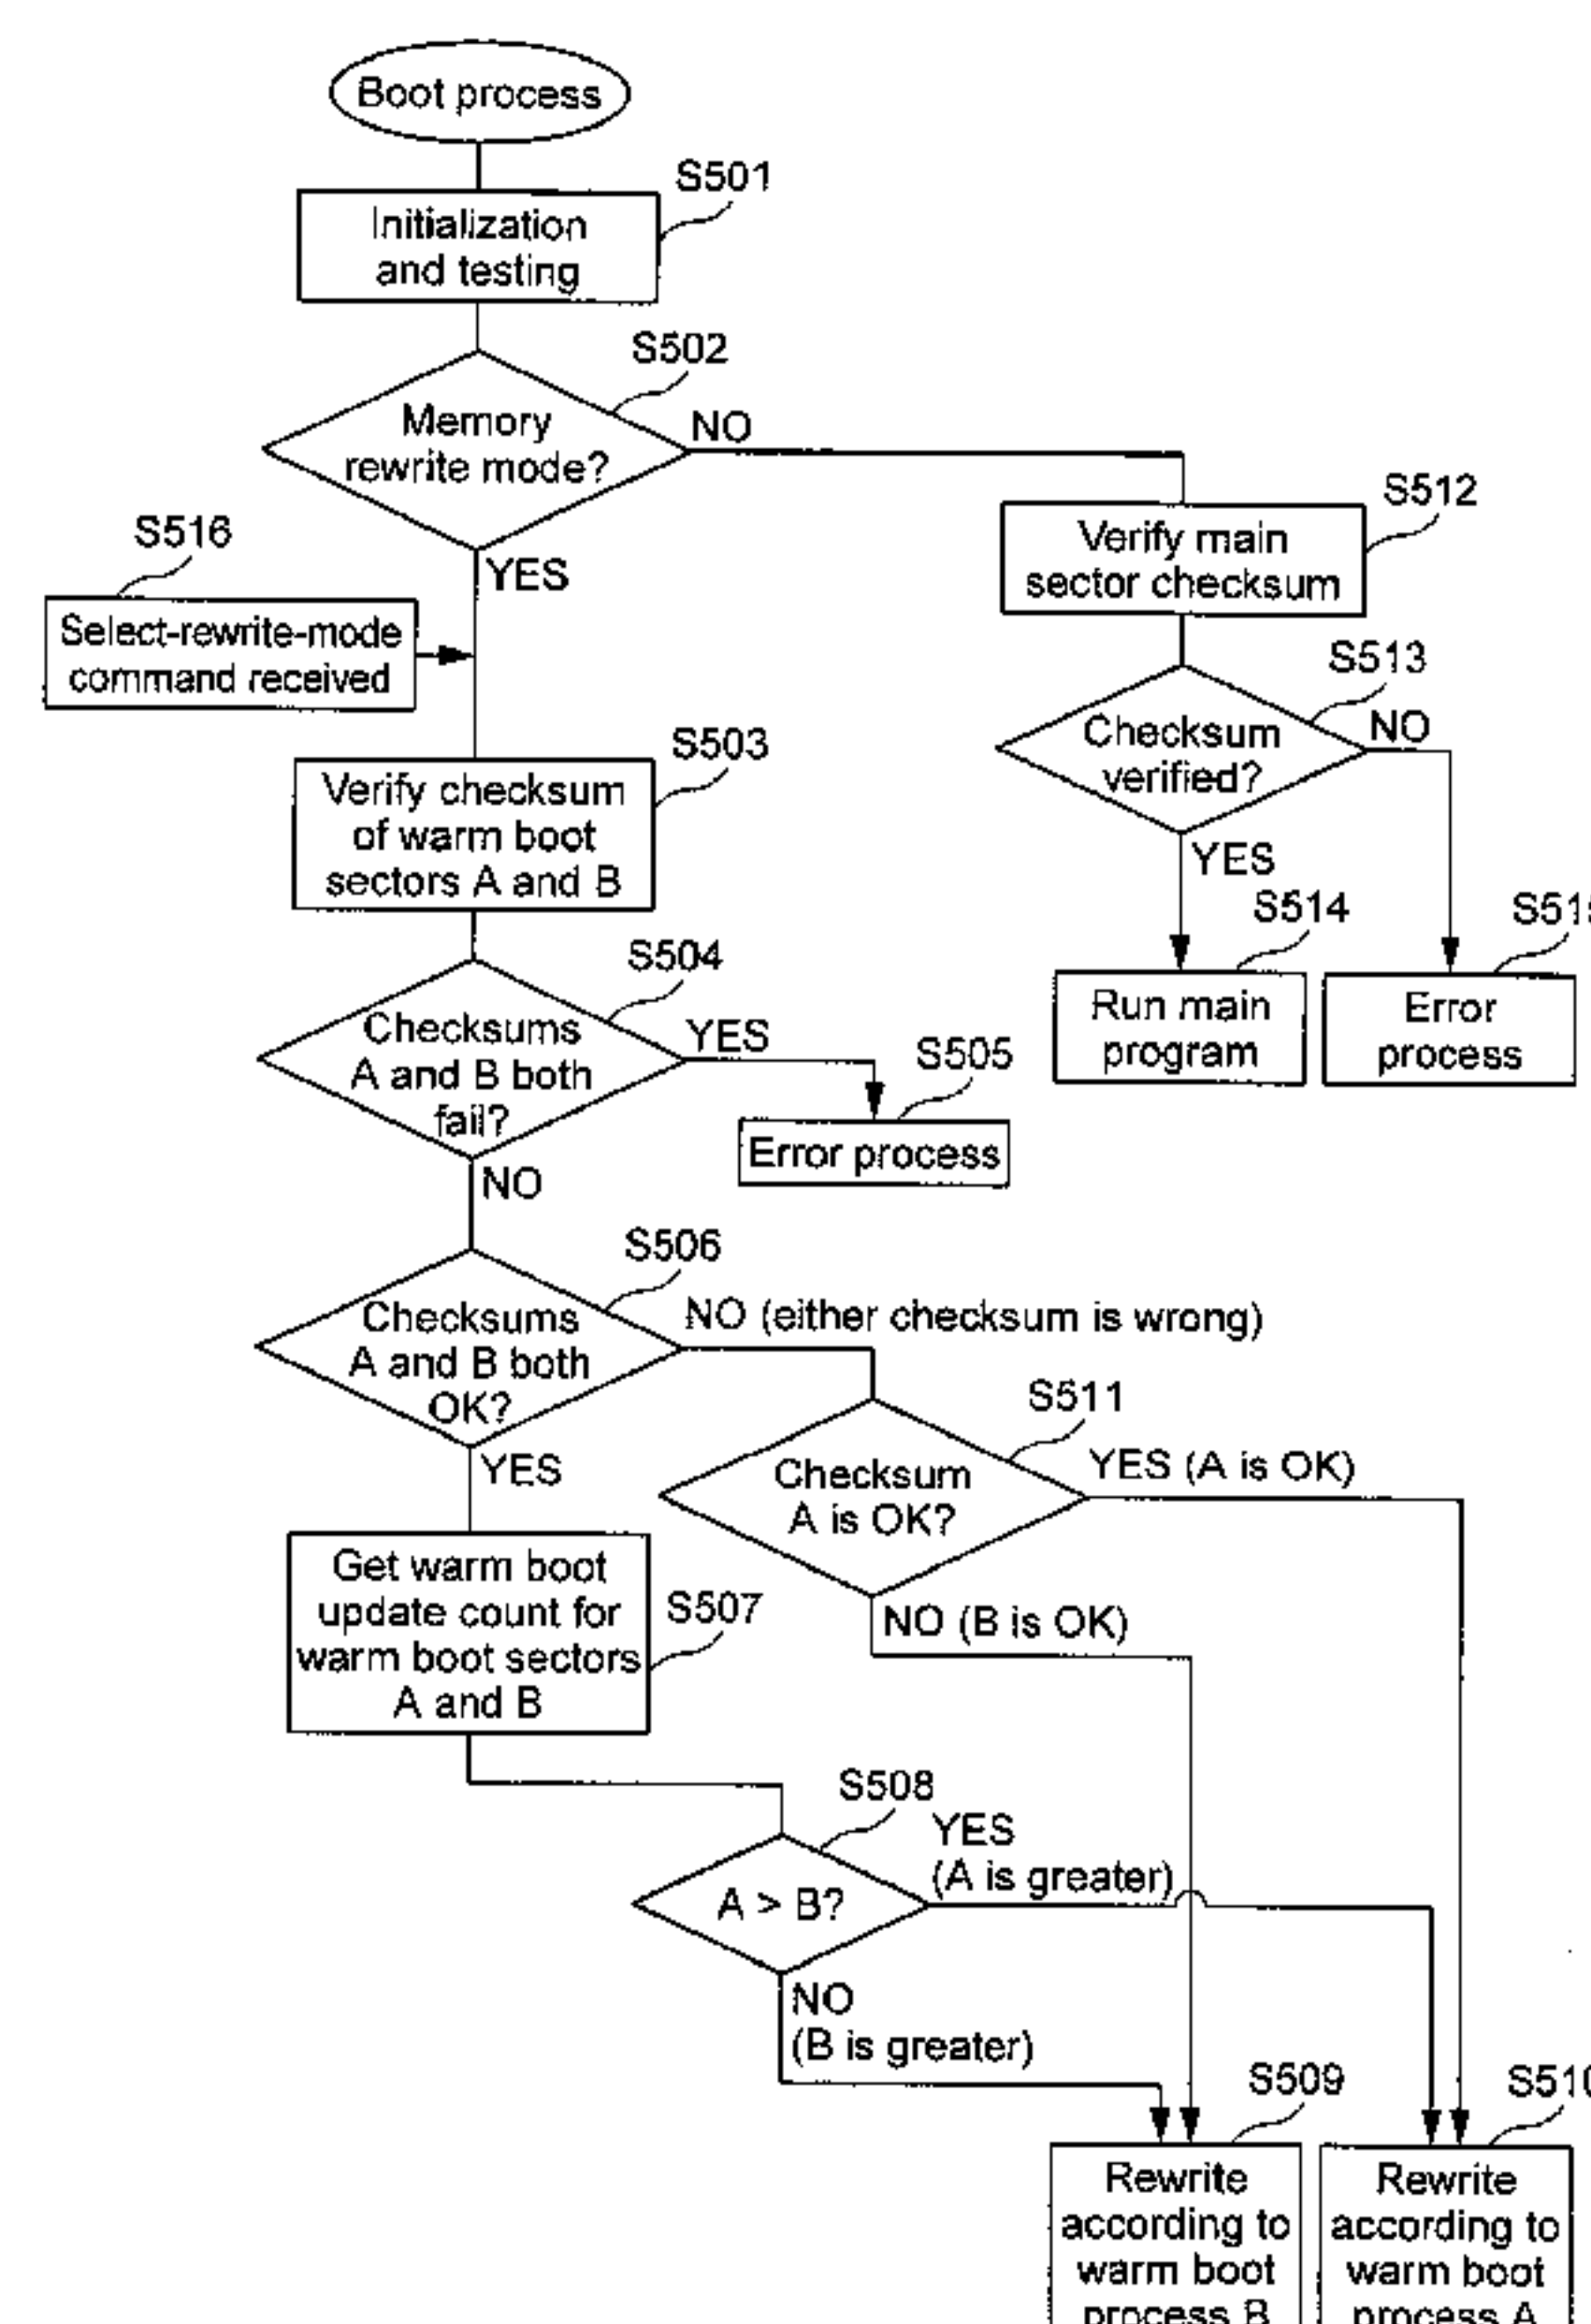 Boot process
S501
Initialization
and testing
S502
Memory
rewrite mode?
NO
YES
S516
Select-rewrite-mode
command received
S512
Verify main
sector checksum
S513
Checksum
verified?
NO
YES
S514
Run main
program
S515
Error
process
S503
Verify checksum
of warm boot
sectors A and B
S504
Checksums
A and B both
fail?
YES
S505
Error process
NO
S506
Checksums
A and B both
OK?
NO (either checksum is wrong)
YES
S511
Checksum
A is OK?
YES (A is OK)
NO (B is OK)
Get warm boot
update count for
warm boot sectors
A and B
S507
S508
A > B?
YES
(A is greater)
NO
(B is greater)
S509
Rewrite
according to
warm boot
process B
S510
Rewrite
according to
warm boot
process A